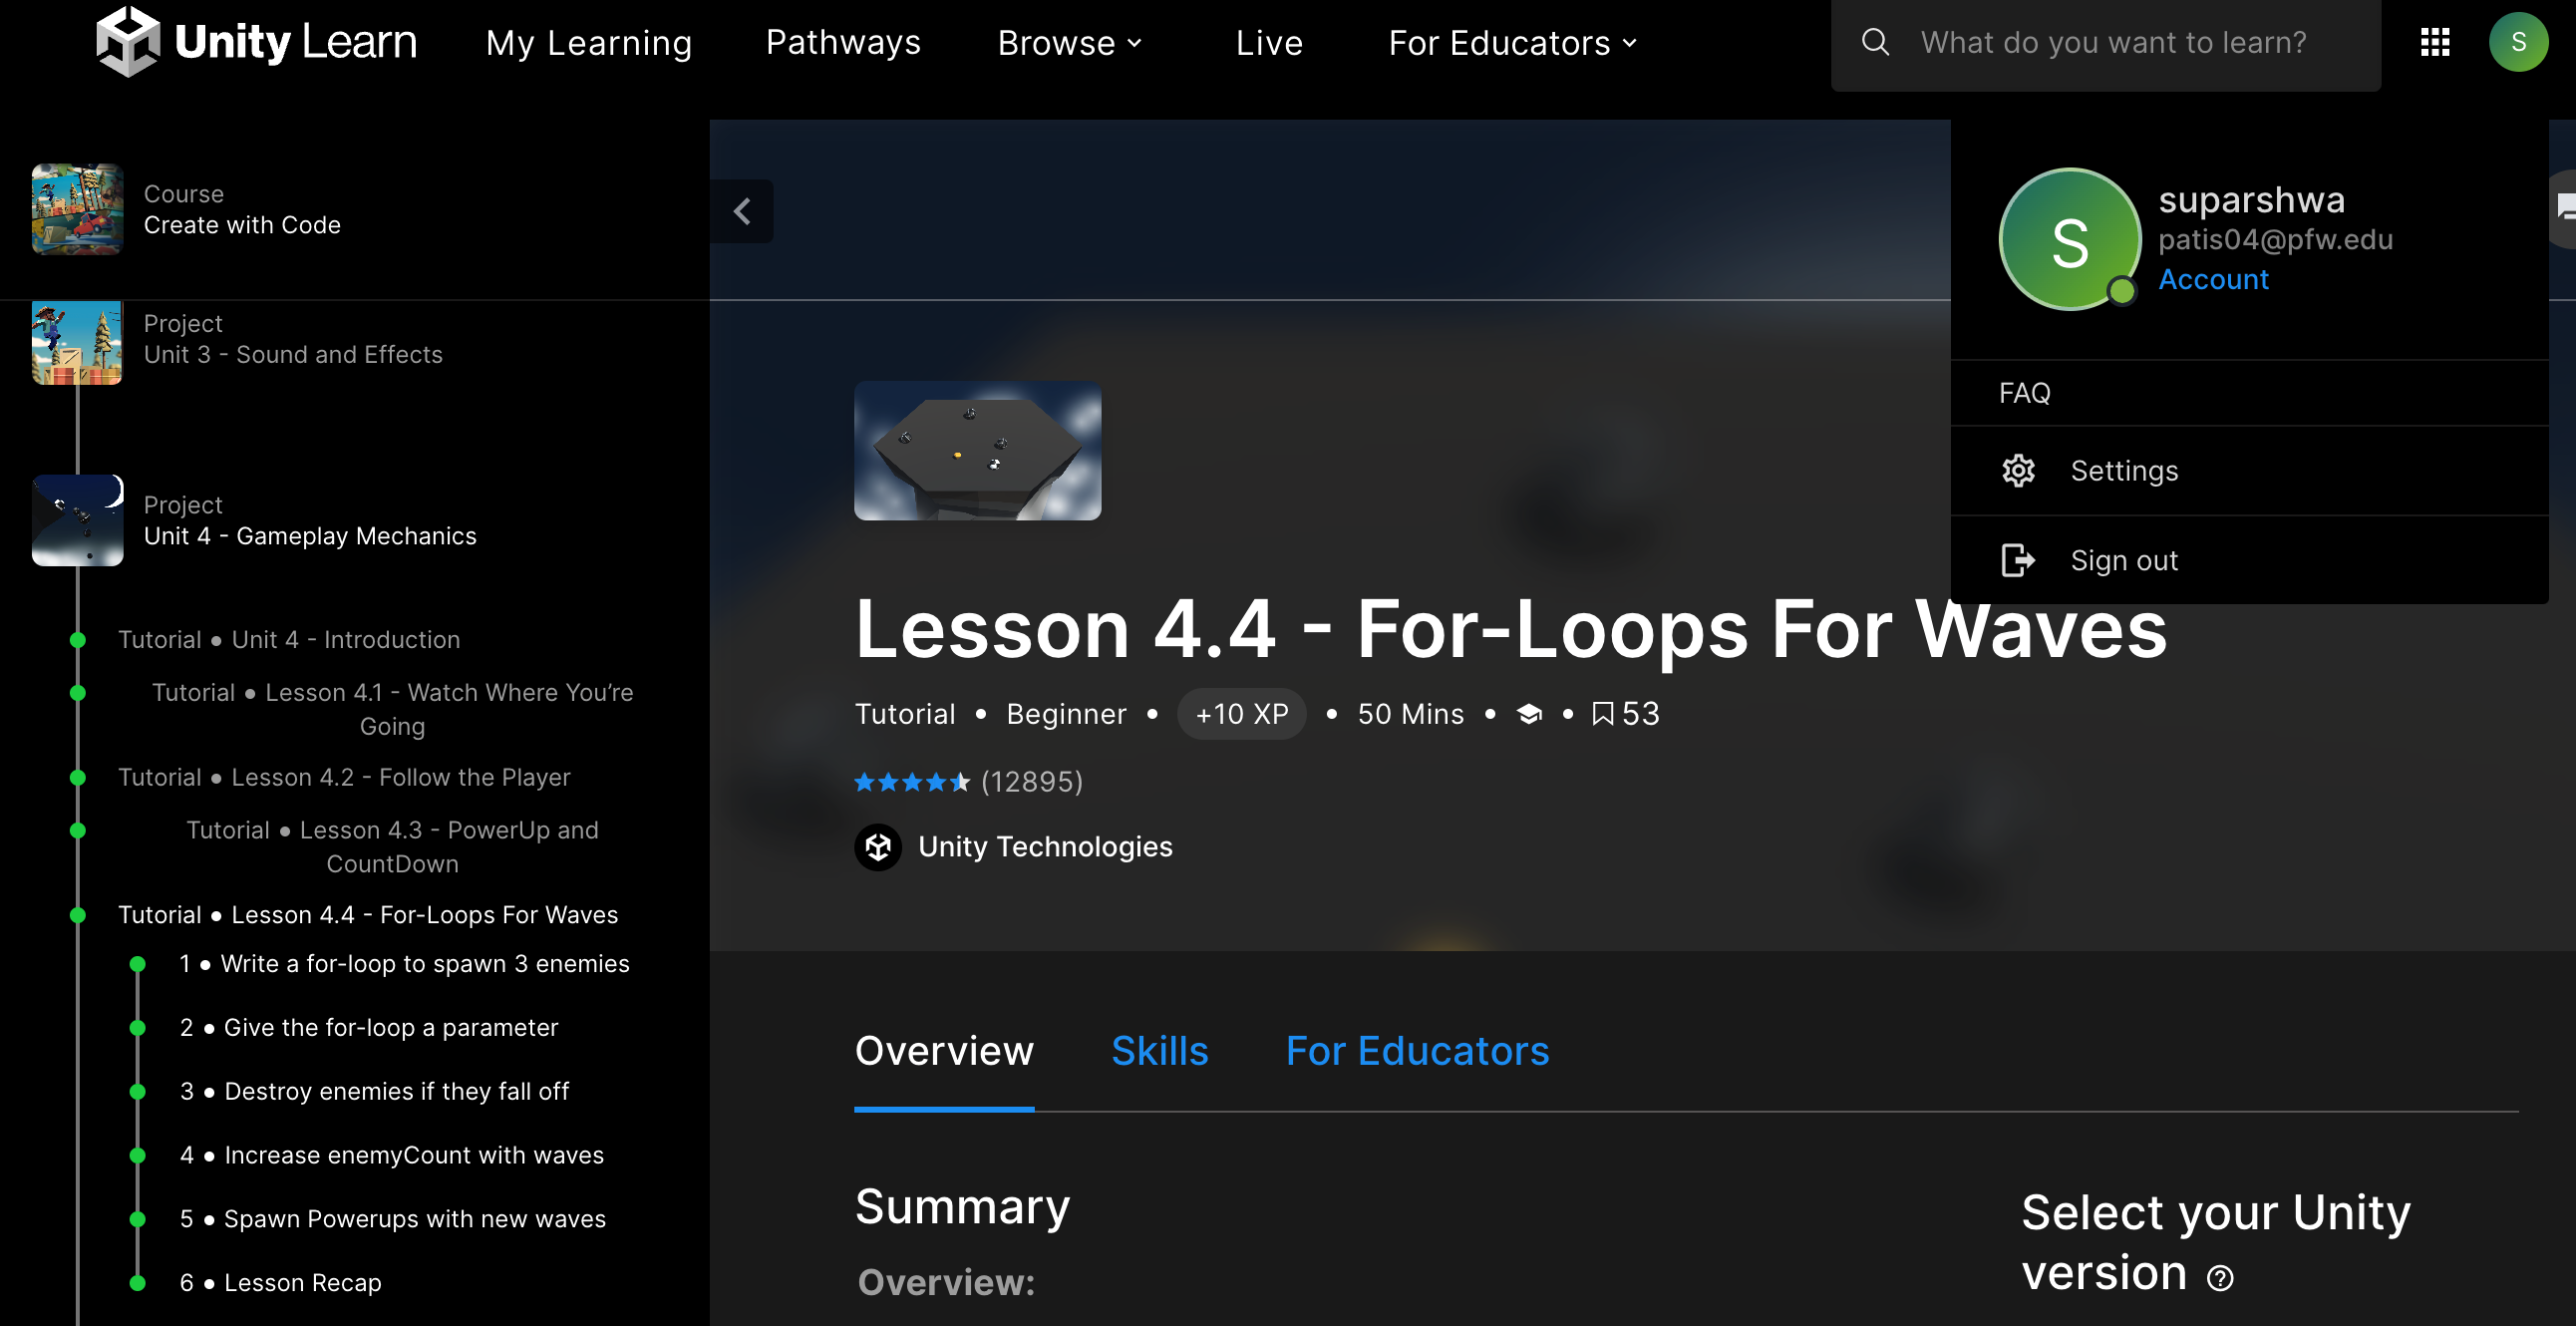 Unity Learn
My Learning
Pathways
Browse
Live
For Educators
What do you want to learn?
S
Course
Create with Code
Project
Unit 3 - Sound and Effects
Project
Unit 4 - Gameplay Mechanics
Tutorial ● Unit 4 - Introduction
Tutorial ● Lesson 4.1 - Watch Where You’re
Going
Tutorial ● Lesson 4.2 - Follow the Player
Tutorial ● Lesson 4.3 - PowerUp and
CountDown
Tutorial ● Lesson 4.4 - For-Loops For Waves
1 ● Write a for-loop to spawn 3 enemies
2 ● Give the for-loop a parameter
3 ● Destroy enemies if they fall off
4 ● Increase enemyCount with waves
5 ● Spawn Powerups with new waves
6 ● Lesson Recap
S
suparshwa
patis04@pfw.edu
Account
FAQ
Settings
Sign out
Lesson 4.4 - For-Loops For Waves
Tutorial • Beginner • +10 XP • 50 Mins • • 53
(12895)
Unity Technologies
Overview
Skills
For Educators
Summary
Overview:
Select your Unity
version